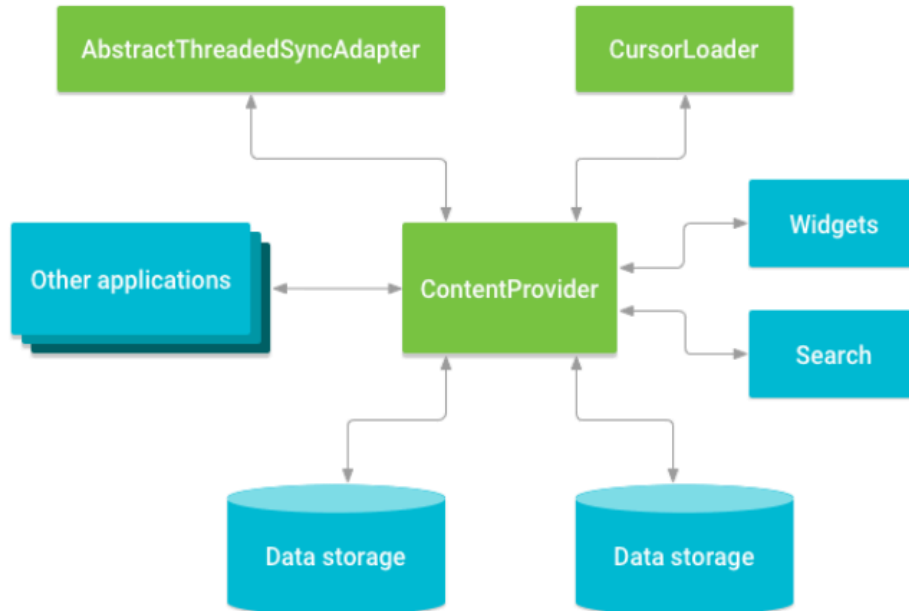 AbstractThreadedSyncAdapter
CursorLoader
Widgets
Other applications
ContentProvider
Search
Data storage
Data storage